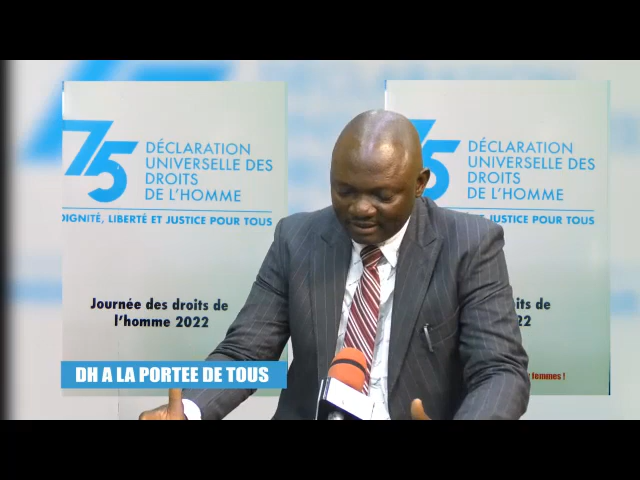 75
DÉCLARATION
UNIVERSELLE DES
DROITS
DE L'HOMME
DIGNITÉ, LIBERTÉ ET JUSTICE POUR TOUS
Journée des droits de
l'homme 2022
75
DÉCLARATION
UNIVERSELLE DES
DROITS
DE L'HOMME
ET JUSTICE POUR TOUS
de
2022
femmes !
DH A LA PORTEE DE TOUS